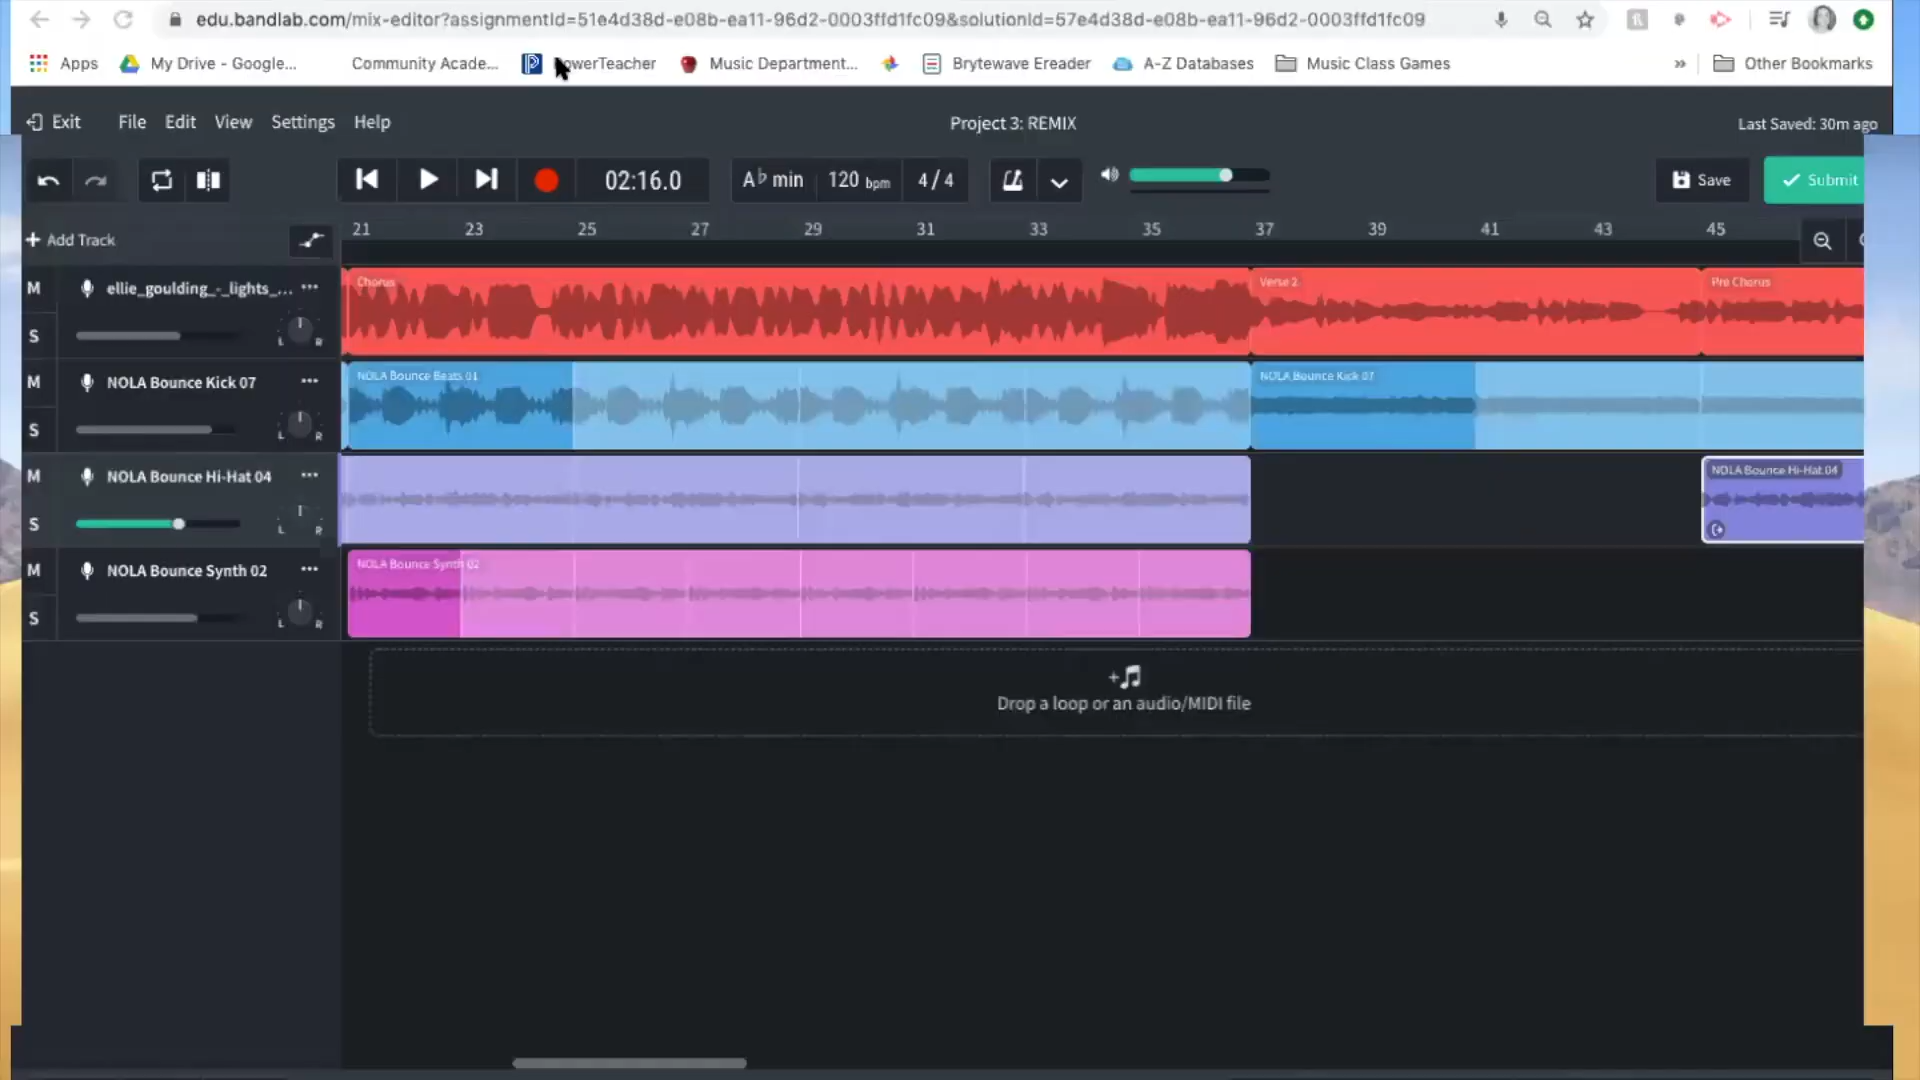 edu.bandlab.com/mix-editor?assignmentId=51e4d38d-e08b-ea11-96d2-0003ffd1fc09&solutionId=57e4d38d-e08b-ea11-96d2-0003ffd1fc09
Apps My Drive - Google... Community Acade... PowerTeacher Music Department... Brytewave Ereader A-Z Databases Music Class Games » Other Bookmarks
Exit File Edit View Settings Help Project 3: REMIX Last Saved: 30m ago
02:16.0 A♭ min 120 bpm 4/4 Save Submit
+ Add Track 21 23 25 27 29 31 33 35 37 39 41 43 45
M ellie_goulding_-_lights_... ••• Chorus Verse 2 Pre Chorus
S L R
M NOLA Bounce Kick 07 ••• NOLA Bounce Beats 01 NOLA Bounce Kick 07
S L R
M NOLA Bounce Hi-Hat 04 ••• NOLA Bounce Hi-Hat 04
S L R
M NOLA Bounce Synth 02 ••• NOLA Bounce Synth 02
S L R
Drop a loop or an audio/MIDI file